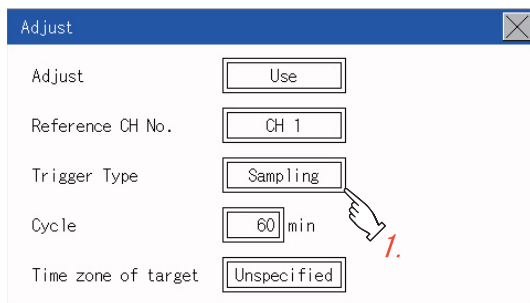 Adjust
Adjust Use
Reference CH No. CH 1
Trigger Type Sampling
Cycle 60 min
1.
Time zone of target Unspecified